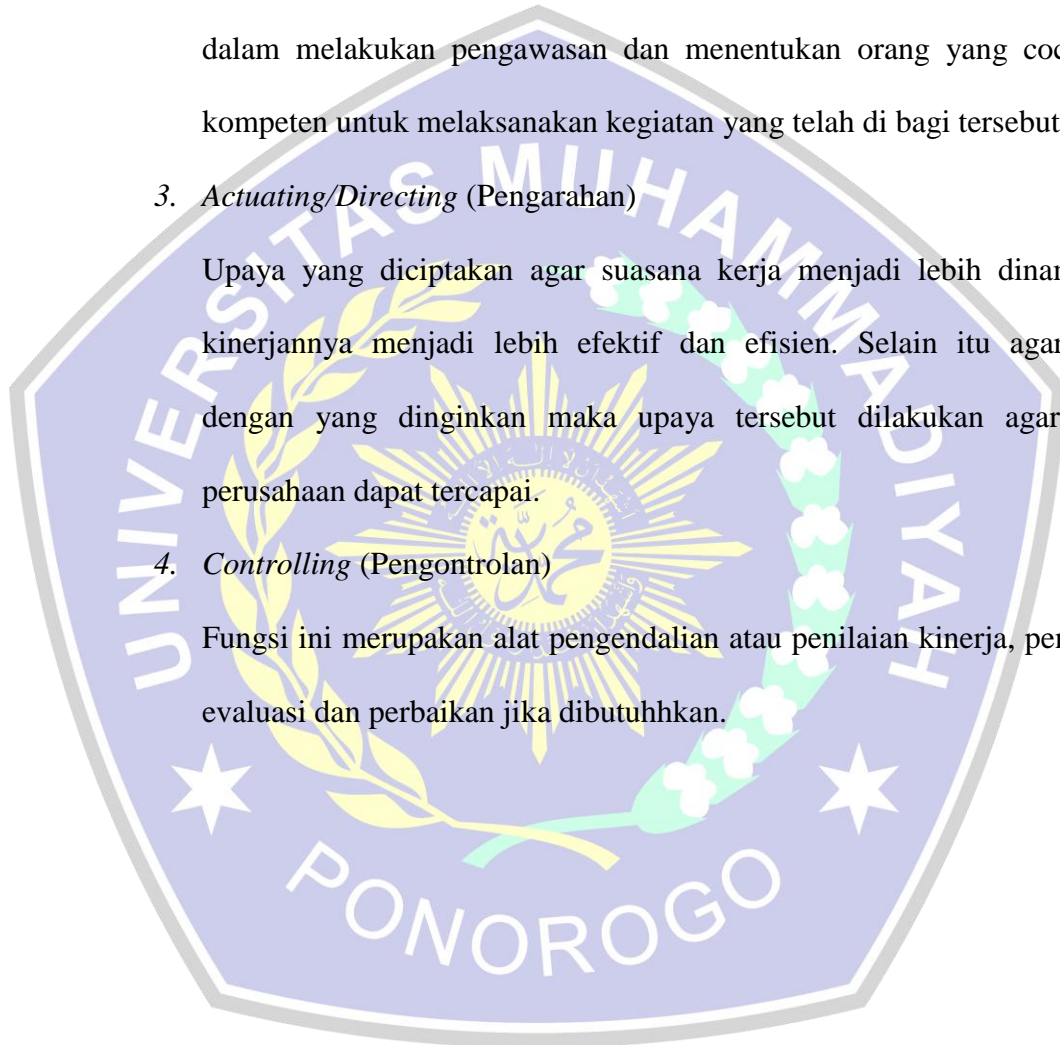 dalam melakukan pengawasan dan menentukan orang yang
kompeten untuk melaksanakan kegiatan yang telah di bagi tersebut
3. Actuating/Directing (Pengarahan)
Upaya yang diciptakan agar suasana kerja menjadi lebih
kinerjannya menjadi lebih efektif dan efisien. Selain itu agar
dengan yang dinginkan maka upaya tersebut dilakukan agar
perusahaan dapat tercapai.
4. Controlling (Pengontrolan)
Fungsi ini merupakan alat pengendalian atau penilaian kinerja,
evaluasi dan perbaikan jika dibutuhhkan.
UNIVERSITAS MUHAMMADIYAH
PONOROGO
محمد